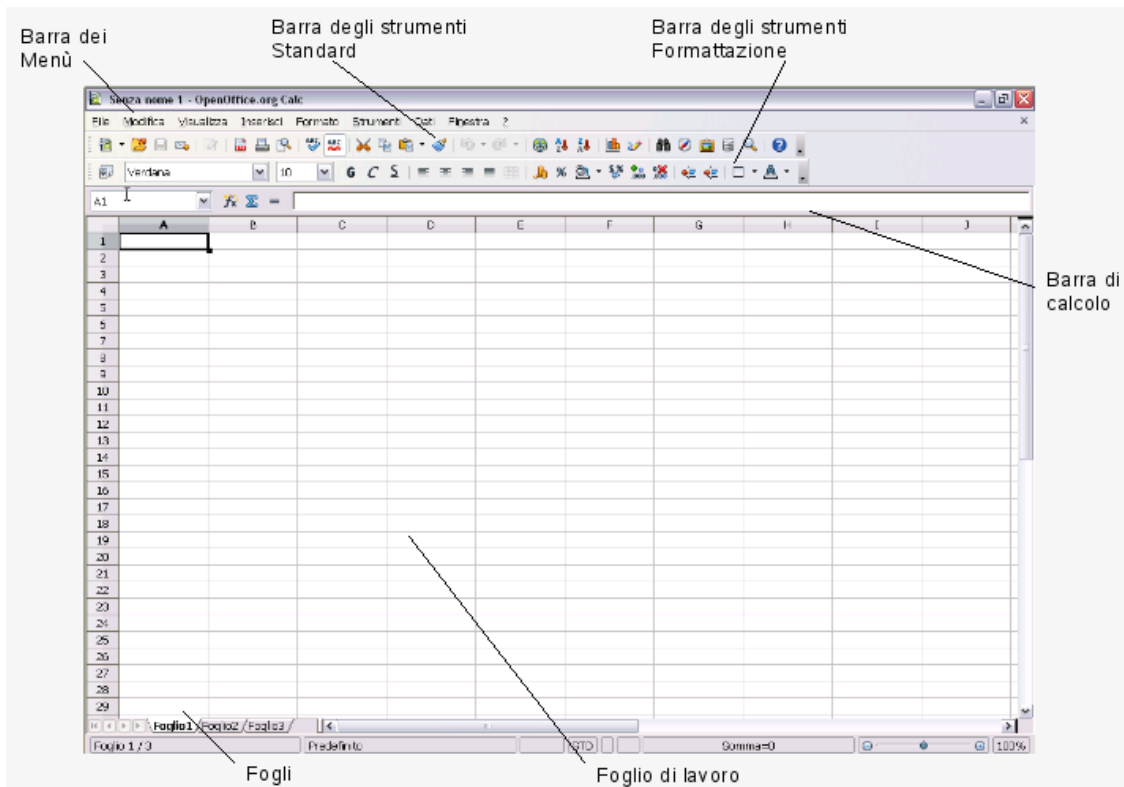 Barra dei
Menù
Barra degli strumenti
Standard
Barra degli strumenti
Formattazione
Senza nome 1 - OpenOffice.org Calc
File Modifica Visualizza Inserisci Formato Strumenti Dati Finestra ?
Verdana 10 G C S
A1
A B C D E F G H I J
1
2
3
4
5
6
7
8
9
10
11
12
13
14
15
16
17
18
19
20
21
22
23
24
25
26
27
28
29
Barra di
calcolo
Foglio1 Foglio2 Foglio3
Foglio 1 / 3 Predefinito STD Somma=0 100%
Fogli
Foglio di lavoro